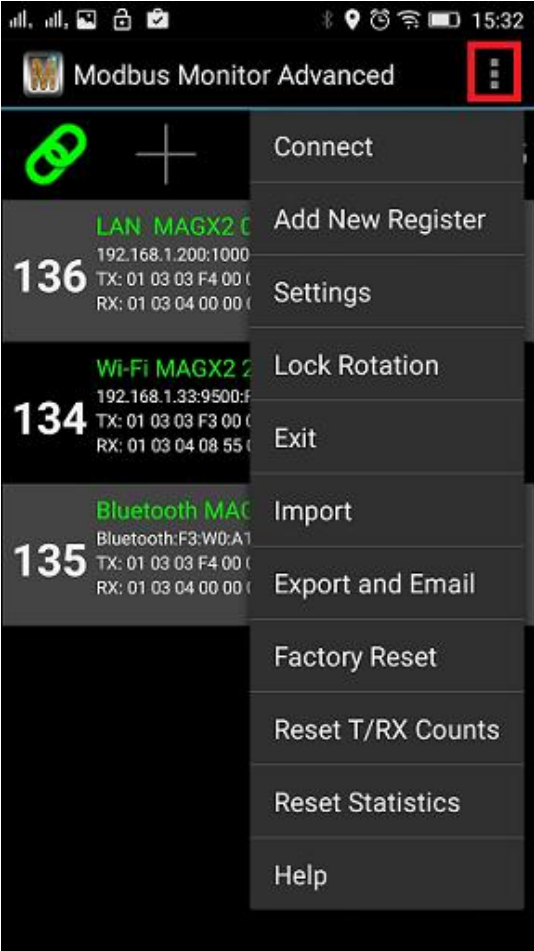 15:32
Modbus Monitor Advanced
Connect
Add New Register
Settings
Lock Rotation
Exit
Import
Export and Email
Factory Reset
Reset T/RX Counts
Reset Statistics
Help
136
LAN MAGX2
192.168.1.200:1000
TX: 01 03 03 F4 00
RX: 01 03 04 00 00
134
Wi-Fi MAGX2 2
192.168.1.33:9500:
TX: 01 03 03 F3 00
RX: 01 03 04 08 55
135
Bluetooth MAG
Bluetooth:F3:W0:A1
TX: 01 03 03 F4 00
RX: 01 03 04 00 00